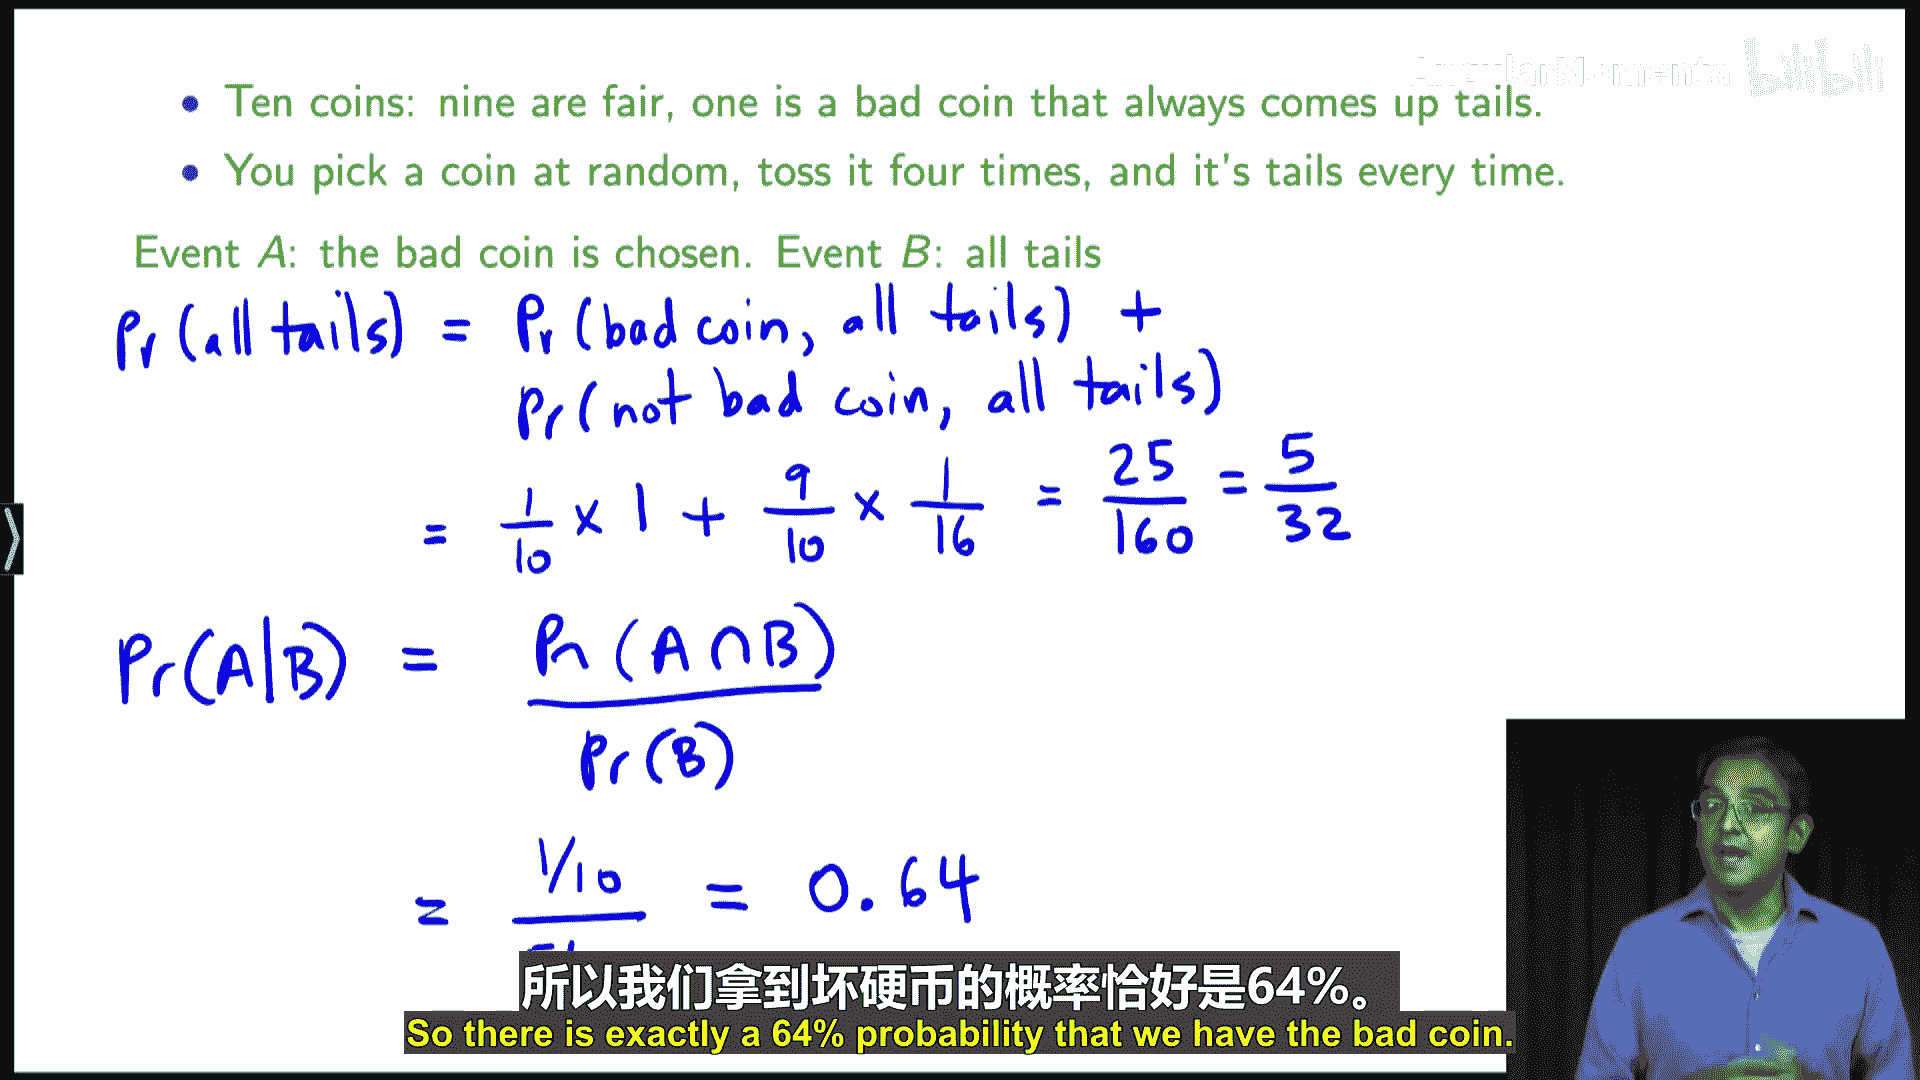 bilibili
• Ten coins: nine are fair, one is a bad coin that always comes up tails.
• You pick a coin at random, toss it four times, and it's tails every time.
Event A: the bad coin is chosen. Event B: all tails
Pr (all tails) = Pr (bad coin, all tails) +
Pr (not bad coin, all tails)
= 1/10 × 1 + 9/10 × 1/16 = 25/160 = 5/32
Pr(A|B) = Pr (A∩B) / Pr (B)
= 1/10 = 0.64
所以我们拿到坏硬币的概率恰好是64%。
So there is exactly a 64% probability that we have the bad coin.